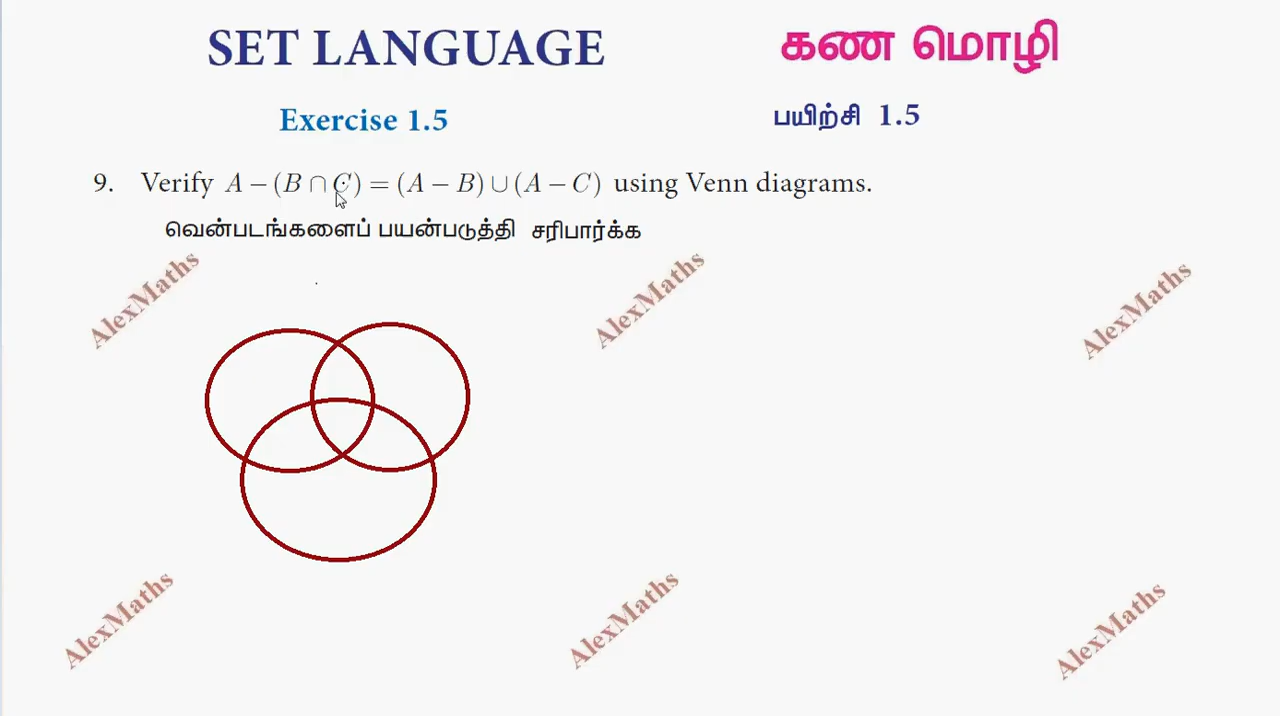 SET LANGUAGE
கண மொழி
Exercise 1.5
பயிற்சி 1.5
9. Verify A − (B ∩ C) = (A − B) ∪ (A − C) using Venn diagrams.
வென்படங்களைப் பயன்படுத்தி சரிபார்க்க
AlexMaths
AlexMaths
AlexMaths
AlexMaths
AlexMaths
AlexMaths